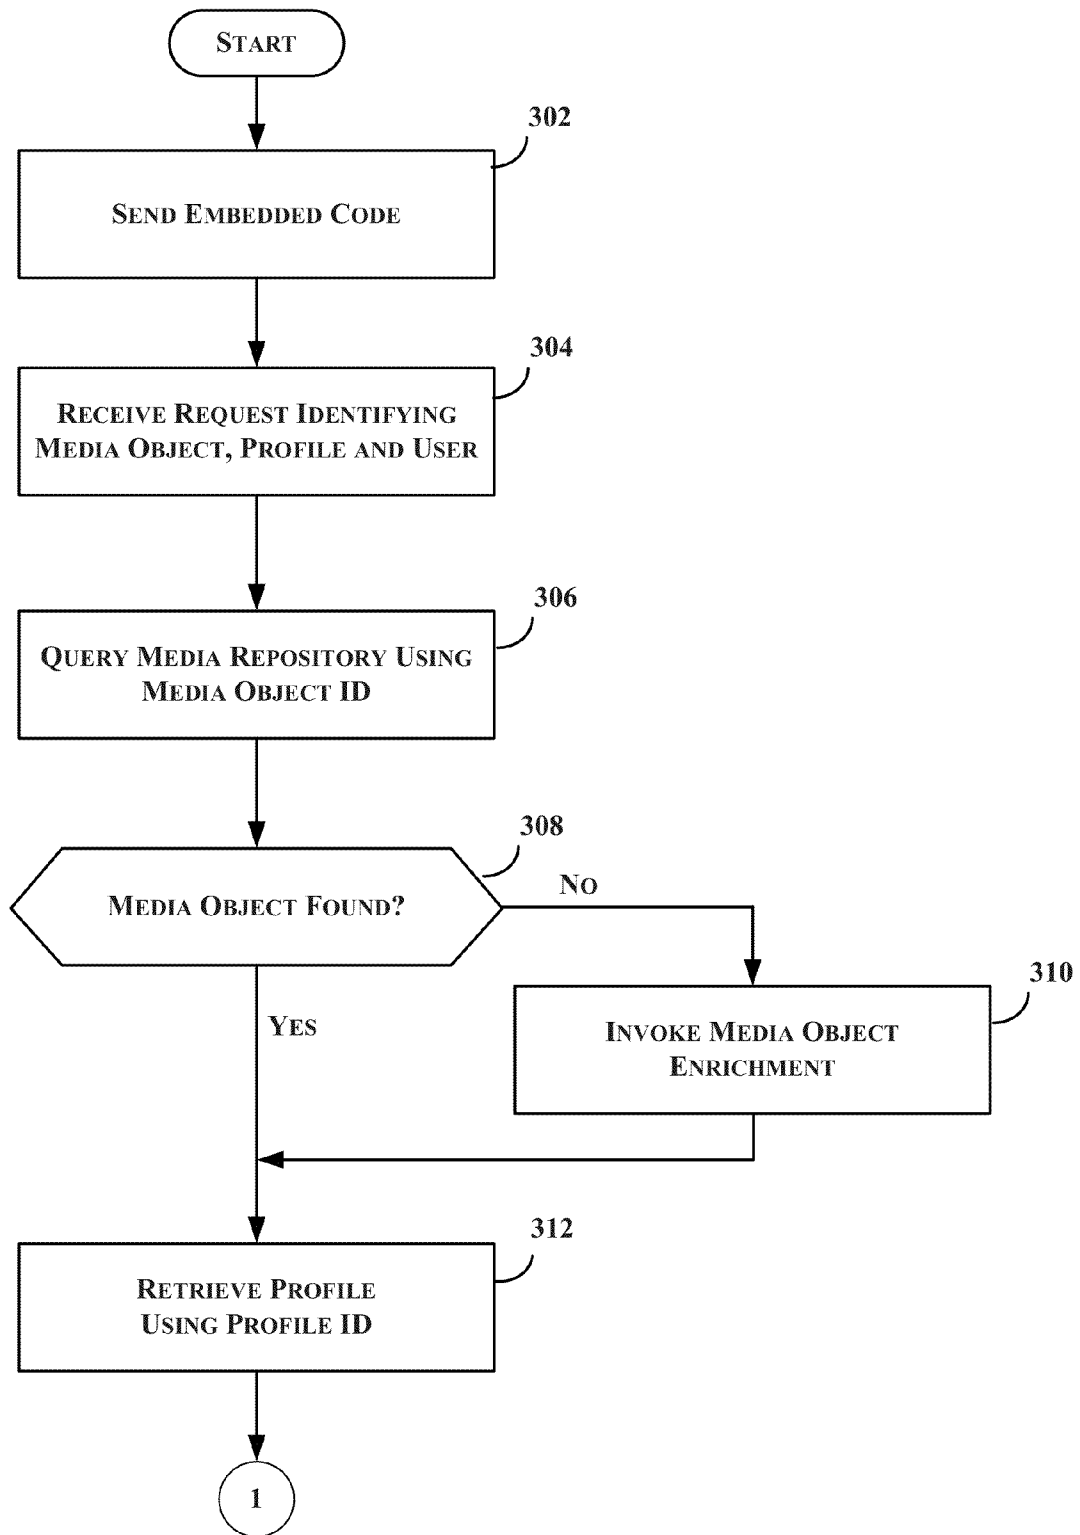 START
302
SEND EMBEDDED CODE
304
RECEIVE REQUEST IDENTIFYING
MEDIA OBJECT, PROFILE AND USER
306
QUERY MEDIA REPOSITORY USING
MEDIA OBJECT ID
308
MEDIA OBJECT FOUND?
NO
310
YES
INVOKE MEDIA OBJECT
ENRICHMENT
312
RETRIEVE PROFILE
USING PROFILE ID
1